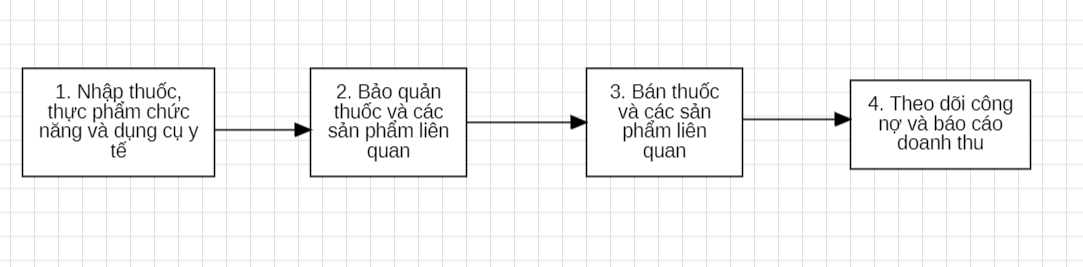 1. Nhập thuốc,
thực phẩm chức
năng và dụng cụ y
tế
2. Bảo quản
thuốc và các
sản phẩm liên
quan
3. Bán thuốc
và các sản
phẩm liên
quan
4. Theo dõi công
nợ và báo cáo
doanh thu